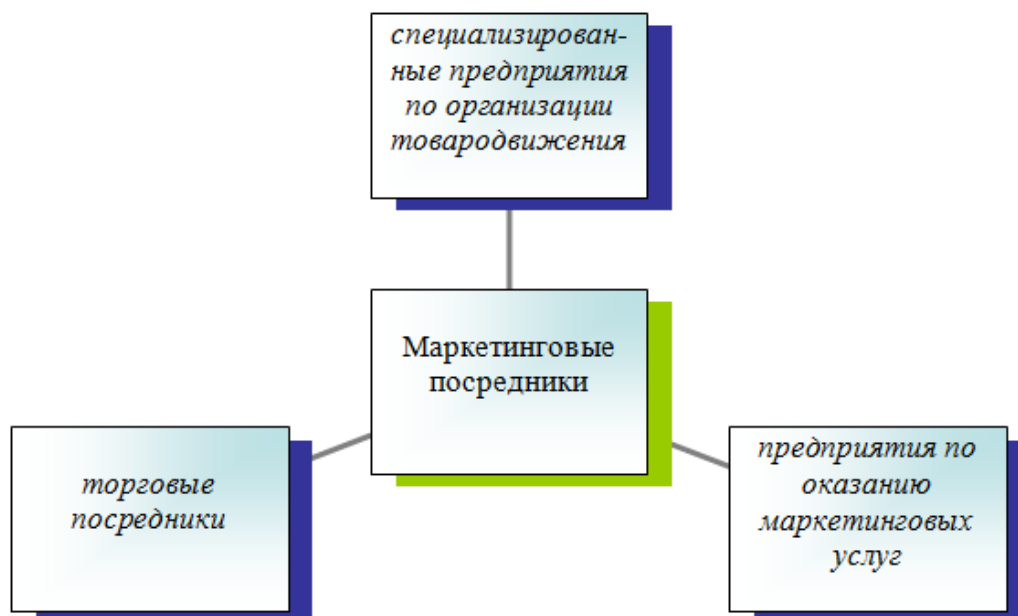 специализирован-
ные предприятия
по организации
товародвижения
Маркетинговые
посредники
торговые
посредники
предприятия по
оказанию
маркетинговых
услуг